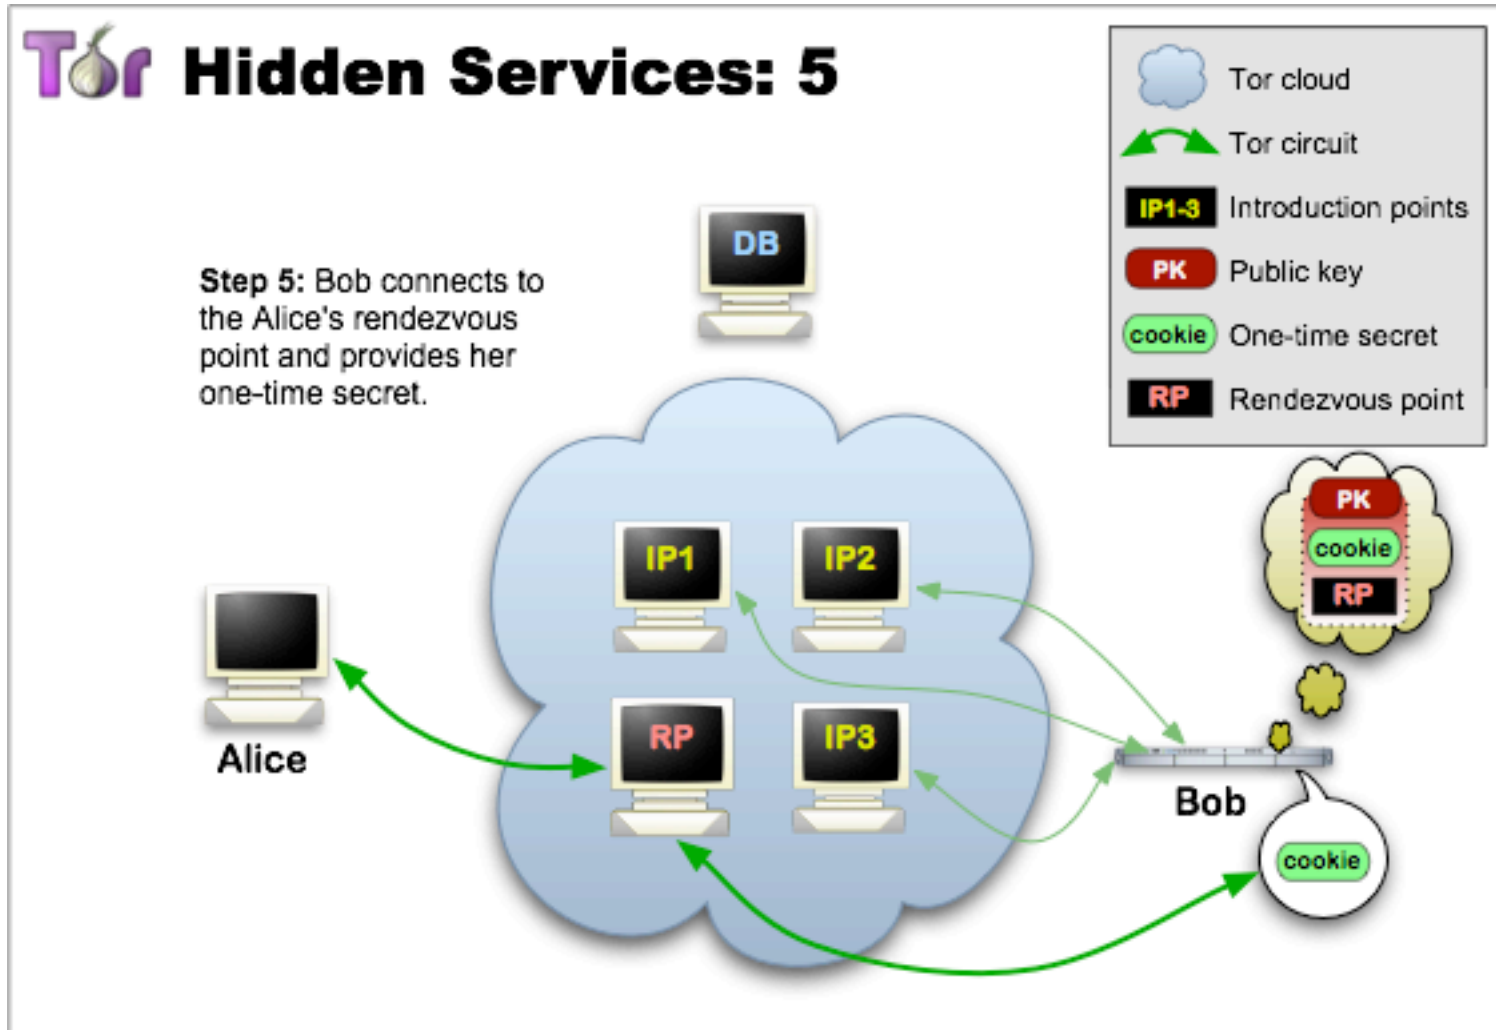 Tor Hidden Services: 5
Tor cloud
Tor circuit
IP1-3 Introduction points
PK Public key
cookie One-time secret
RP Rendezvous point
DB
Step 5: Bob connects to
the Alice's rendezvous
point and provides her
one-time secret.
PK
cookie
RP
IP1 IP2
RP IP3
Alice
Bob
cookie